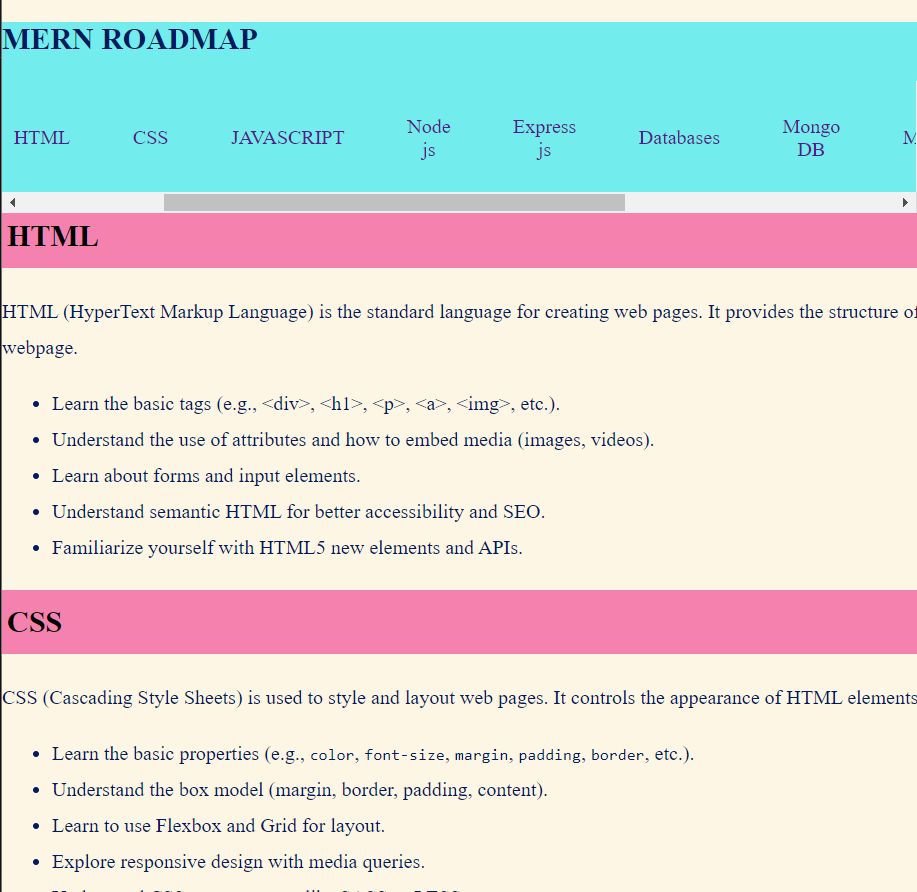 MERN ROADMAP
HTML CSS JAVASCRIPT Node js Express js Databases Mongo DB
HTML
HTML (HyperText Markup Language) is the standard language for creating web pages. It provides the structure of
webpage.
• Learn the basic tags (e.g., <div>, <h1>, <p>, <a>, <img>, etc.).
• Understand the use of attributes and how to embed media (images, videos).
• Learn about forms and input elements.
• Understand semantic HTML for better accessibility and SEO.
• Familiarize yourself with HTML5 new elements and APIs.
CSS
CSS (Cascading Style Sheets) is used to style and layout web pages. It controls the appearance of HTML elements
• Learn the basic properties (e.g., color, font-size, margin, padding, border, etc.).
• Understand the box model (margin, border, padding, content).
• Learn to use Flexbox and Grid for layout.
• Explore responsive design with media queries.